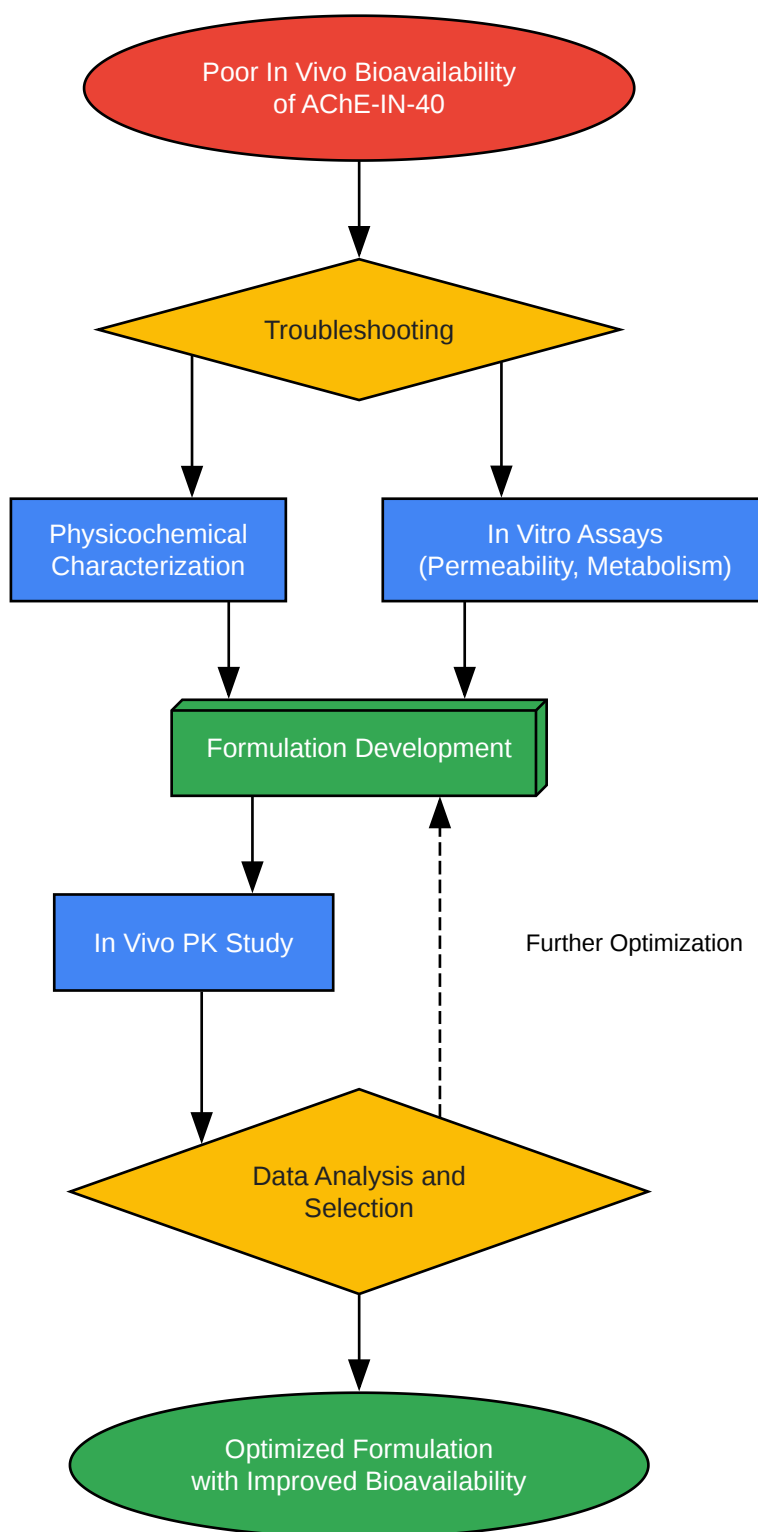 Poor In Vivo Bioavailability
of AChE-IN-40
Troubleshooting
Physicochemical
Characterization
In Vitro Assays
(Permeability, Metabolism)
Formulation Development
In Vivo PK Study
Further Optimization
Data Analysis and
Selection
Optimized Formulation
with Improved Bioavailability